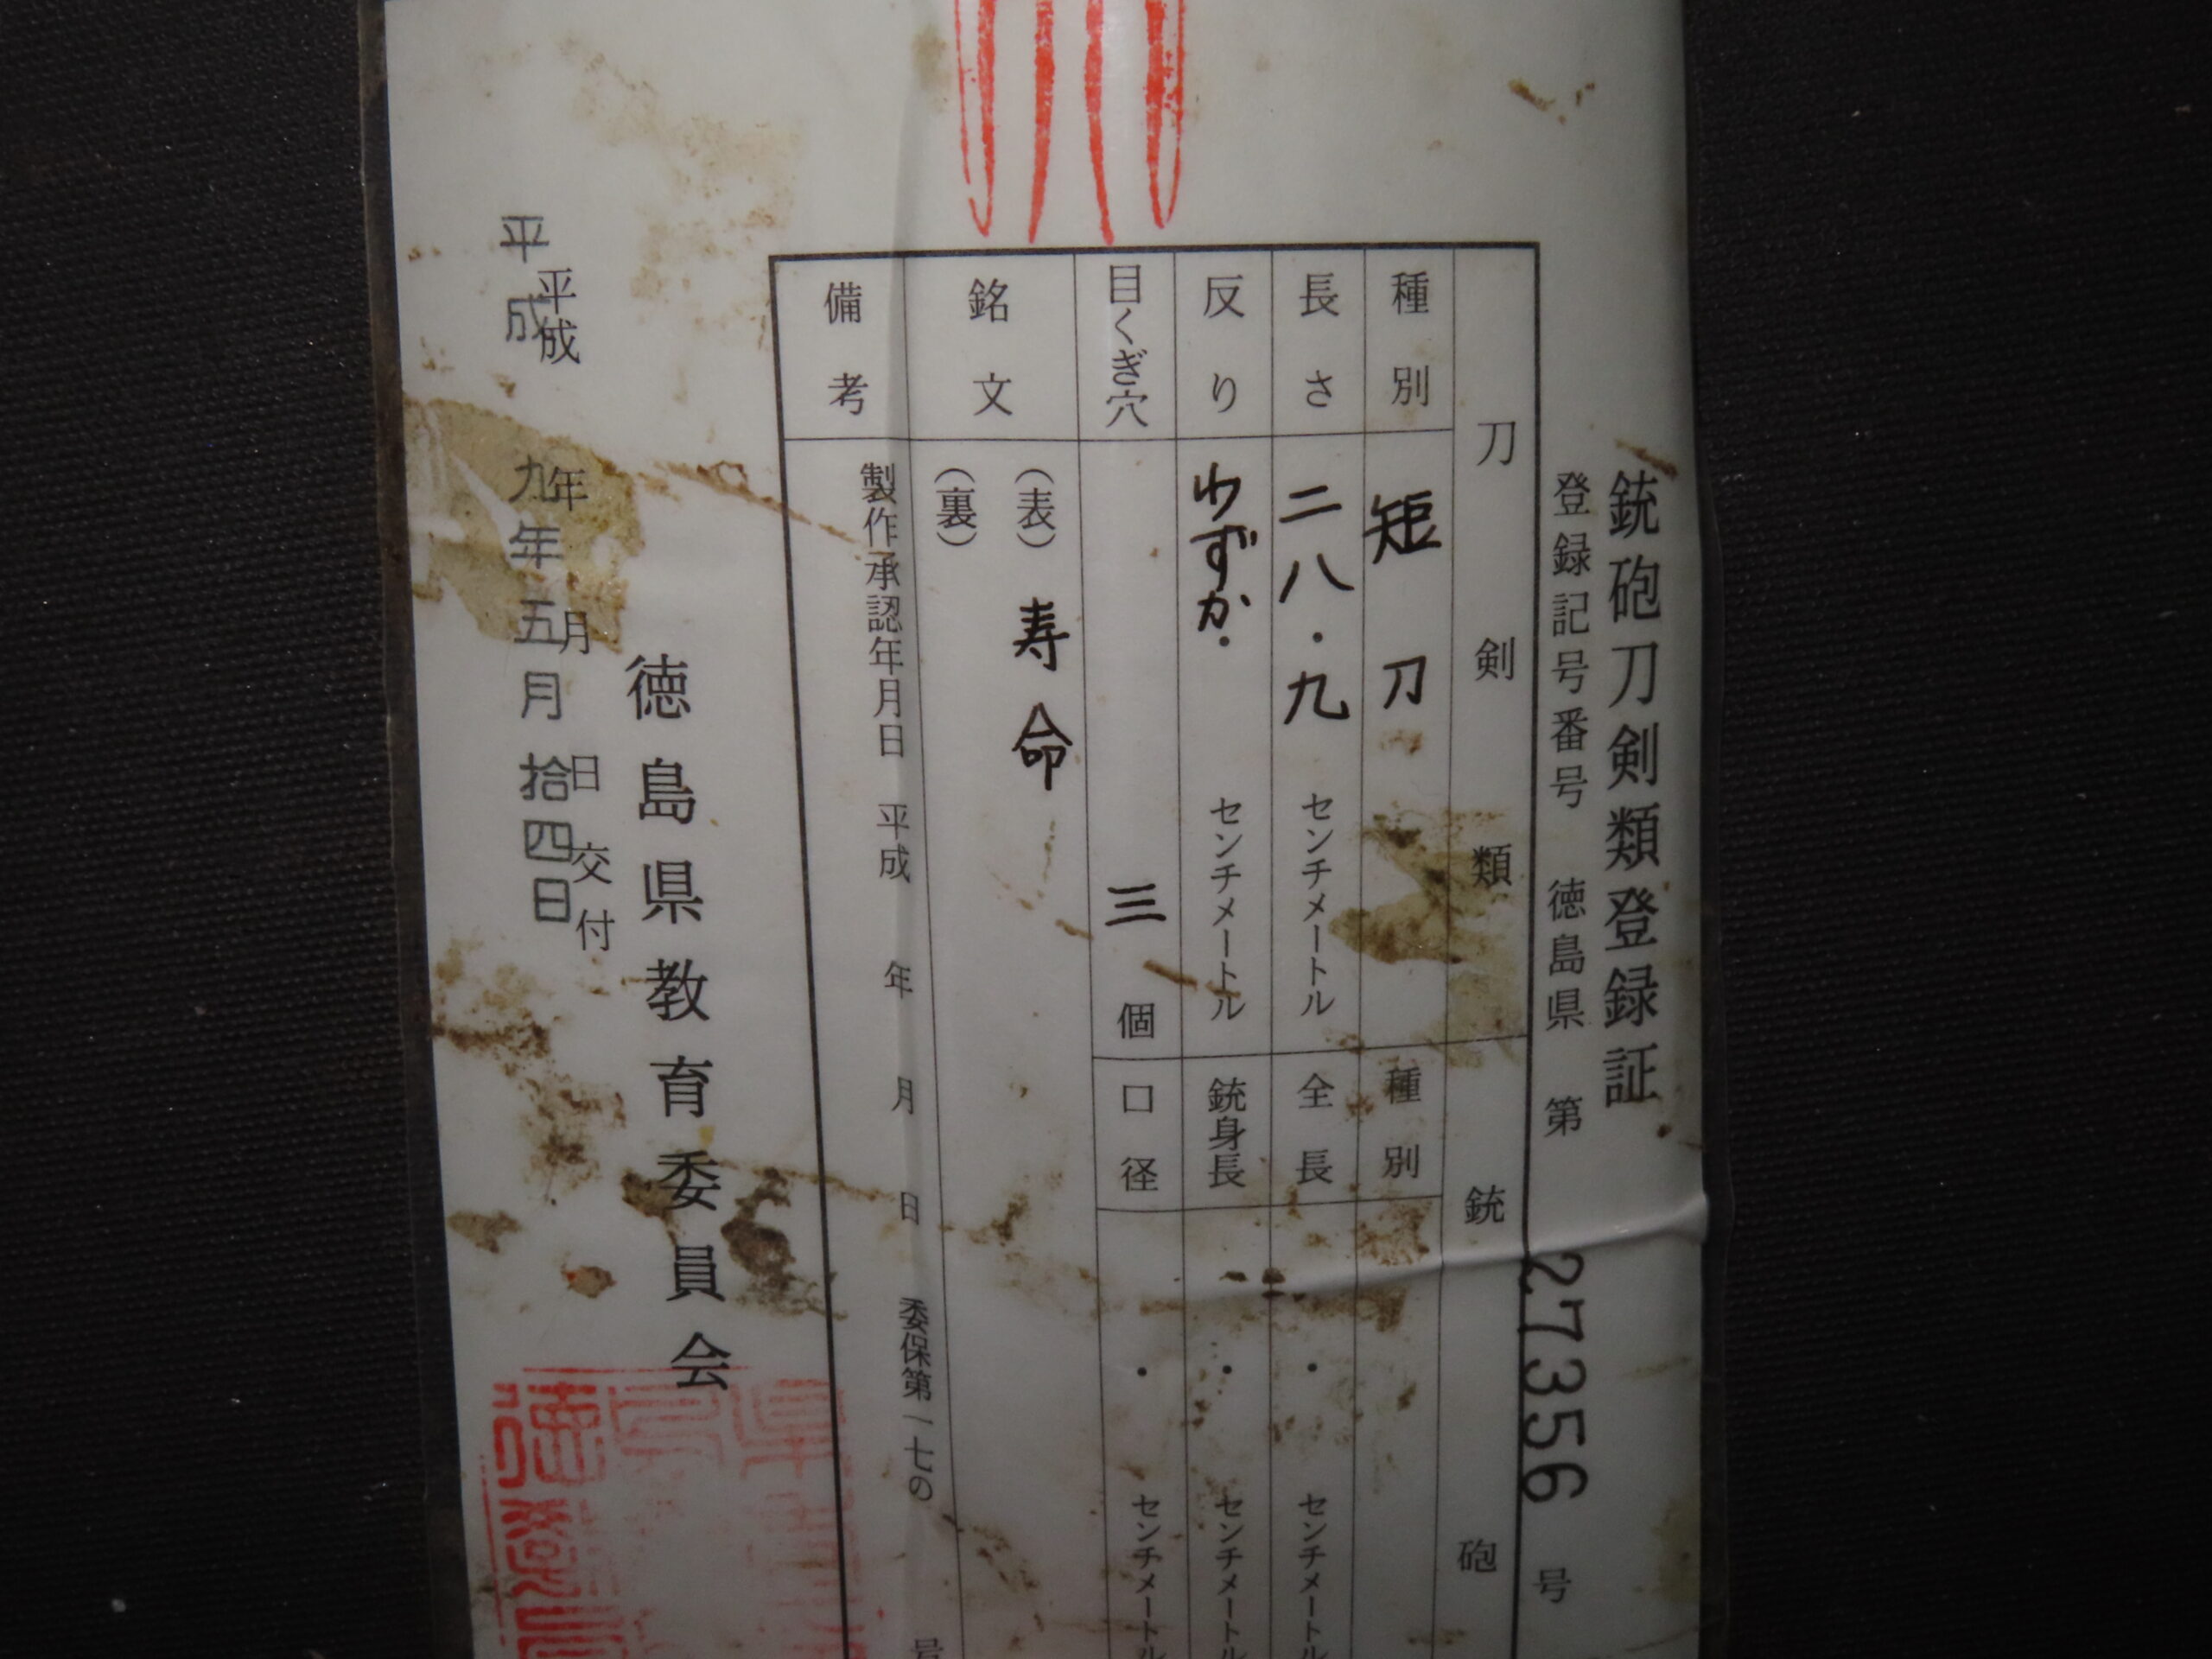 銃砲刀剣類登録証
登録記号番号 徳島県 第 27356 号
刀剣類
銃砲
種別 短刀
長さ 二八・九 センチメートル
反り わずか・ センチメートル
目くぎ穴 三 個
銘文 (表) 寿命
(裏)
種別
全長 ・ センチメートル
銃身長 ・ センチメートル
口径 ・ センチメートル
備考 製作承認年月日 平成 年 月 日 委保第一七の 号
徳島県教育委員会
平成 年 月 日 交付
平成九年五月拾四日